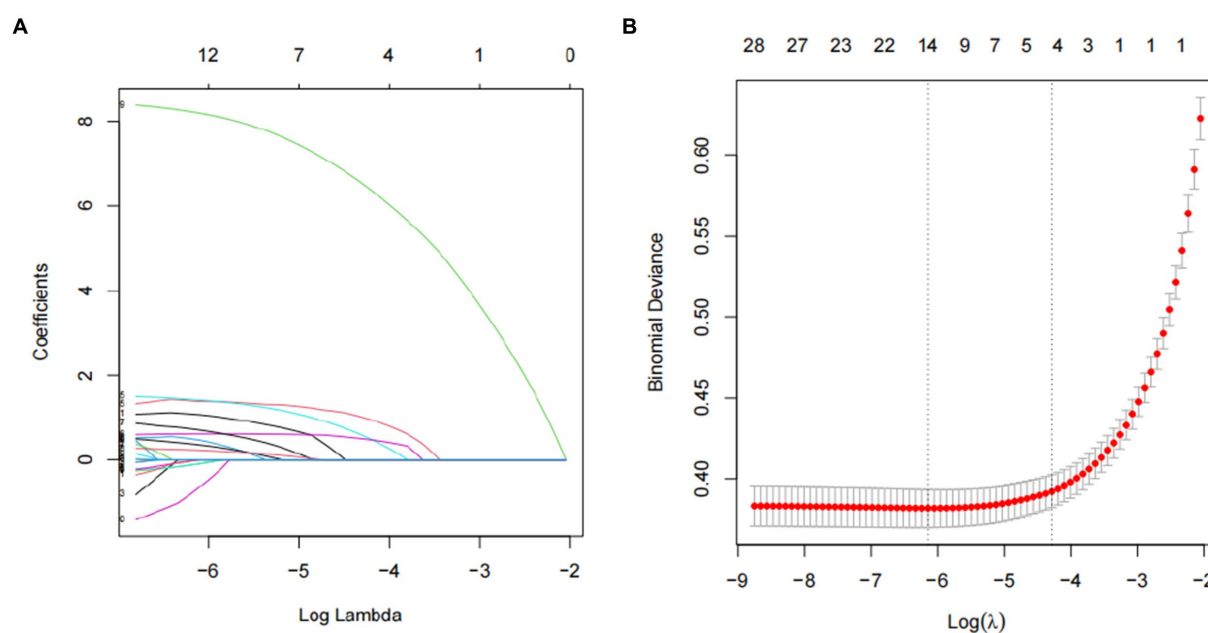 A
12 7 4 1 0
8
6
4
2
0
Coefficients
−6 −5 −4 −3 −2
Log Lambda
B
28 27 23 22 14 9 7 5 4 3 1 1 1
0.60
0.55
0.50
0.45
0.40
Binomial Deviance
−9 −8 −7 −6 −5 −4 −3 −2
Log(λ)